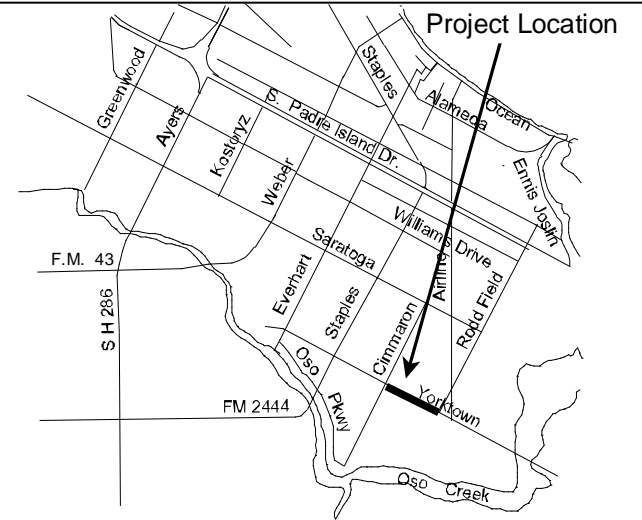 Project Location
Staples
Greenwood
Ayers
Kostoryz
Weber
S. Padre Island Dr.
Alameda
Ocean
Ennis Joslin
Williams Drive
Airline
Rodd Field
Saratoga
Everhart
Staples
Cimmaron
F.M. 43
S H 286
Oso
Pkwy
FM 2444
Yorktown
Oso Creek